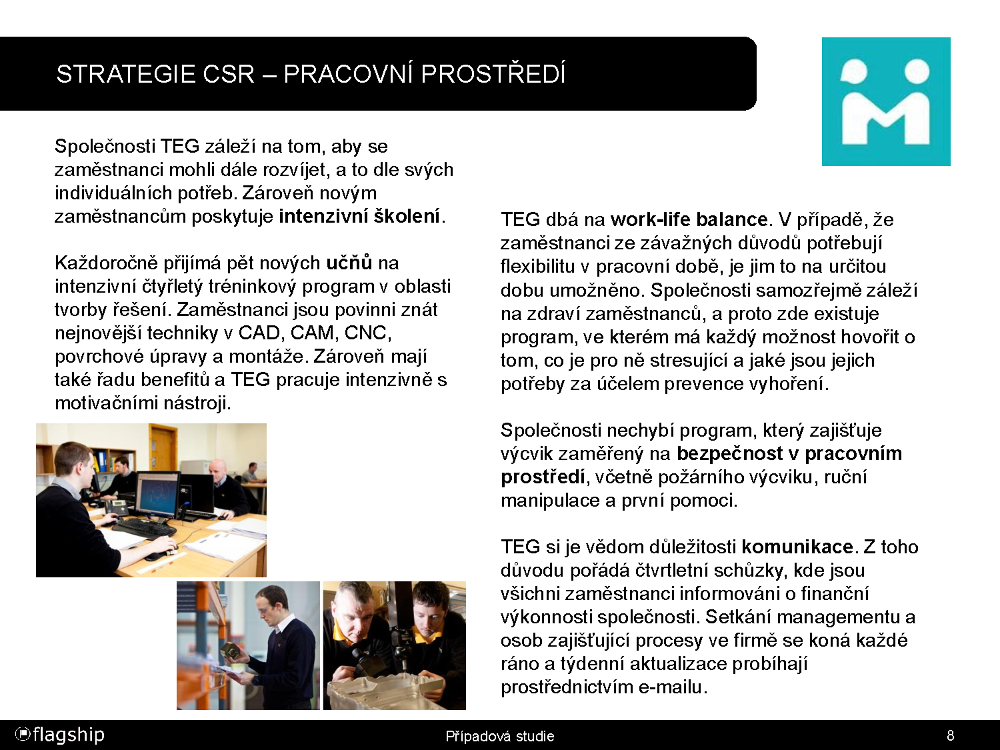 STRATEGIE CSR – PRACOVNÍ PROSTŘEDÍ
Společnosti TEG záleží na tom, aby se
zaměstnanci mohli dále rozvíjet, a to dle svých
individuálních potřeb. Zároveň novým
zaměstnancům poskytuje intenzivní školení.
Každoročně přijímá pět nových učňů na
intenzivní čtyřletý tréninkový program v oblasti
tvorby řešení. Zaměstnanci jsou povinni znát
nejnovější techniky v CAD, CAM, CNC,
povrchové úpravy a montáže. Zároveň mají
také řadu benefitů a TEG pracuje intenzivně s
motivačními nástroji.
TEG dbá na work-life balance. V případě, že
zaměstnanci ze závažných důvodů potřebují
flexibilitu v pracovní době, je jim to na určitou
dobu umožněno. Společnosti samozřejmě záleží
na zdraví zaměstnanců, a proto zde existuje
program, ve kterém má každý možnost hovořit o
tom, co je pro ně stresující a jaké jsou jejich
potřeby za účelem prevence vyhoření.
Společnosti nechybí program, který zajišťuje
výcvik zaměřený na bezpečnost v pracovním
prostředí, včetně požárního výcviku, ruční
manipulace a první pomoci.
TEG si je vědom důležitosti komunikace. Z toho
důvodu pořádá čtvrtletní schůzky, kde jsou
všichni zaměstnanci informováni o finanční
výkonnosti společnosti. Setkání managementu a
osob zajišťující procesy ve firmě se koná každé
ráno a týdenní aktualizace probíhají
prostřednictvím e-mailu.
flagship
Případová studie
8